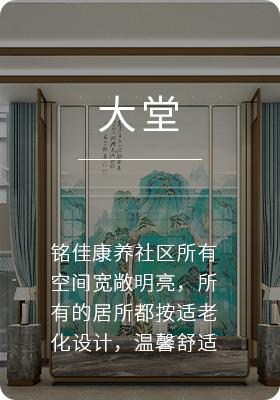 大堂
铭佳康养社区所有
空间宽敞明亮，所
有的居所都按适老
化设计，温馨舒适